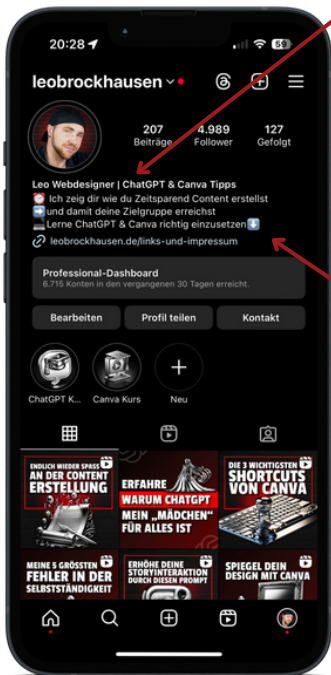 20:28
59
leobrockhausen
207 4.989 127
Beiträge Follower Gefolgt
Leo Webdesigner | ChatGPT & Canva Tipps
Ich zeig dir wie du Zeitsparend Content erstellst
und damit deine Zielgruppe erreichst
Lerne ChatGPT & Canva richtig einzusetzen
leobrockhausen.de/links-und-impressum
Professional-Dashboard
6.715 Konten in den vergangenen 30 Tagen erreicht.
Bearbeiten Profil teilen Kontakt
ChatGPT K... Canva Kurs Neu
ENDLICH WIEDER SPASS
AN DER CONTENT
ERSTELLUNG
ERFAHRE
WARUM CHATGPT
MEIN „MÄDCHEN"
FÜR ALLES IST
DIE 3 WICHTIGSTEN
SHORTCUTS
VON CANVA
MEINE 5 GRÖSSTEN
FEHLER IN DER
SELBSTSTÄNDIGKEIT
ERHÖHE DEINE
STORYINTERAKTION
DURCH DIESEN PROMPT
SPIEGEL DEIN
DESIGN MIT CANVA